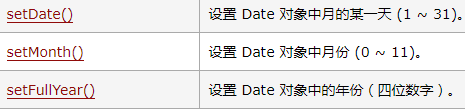 setDate() 设置 Date 对象中月的某一天 (1 ~ 31)。
setMonth() 设置 Date 对象中月份 (0 ~ 11)。
setFullYear() 设置 Date 对象中的年份（四位数字）。